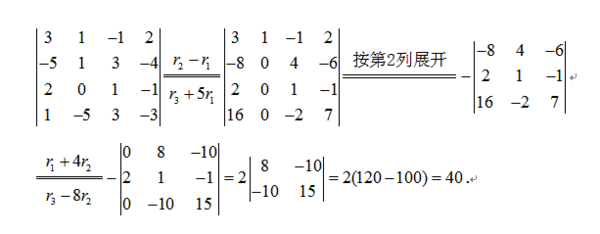 |3 1 −1 2| |3 1 −1 2|
|−5 1 3 −4| r₂ − r₁ |−8 0 4 −6| 按第2列展开 |−8 4 −6|
|2 0 1 −1| r₃ + 5r₁ |2 0 1 −1| − |2 1 −1|
|1 −5 3 −3| |16 0 −2 7| |16 −2 7|
r₁ + 4r₂ |0 8 −10|
− |2 1 −1| = 2 |8 −10| = 2(120 − 100) = 40 .
r₃ − 8r₂ |0 −10 15| |−10 15|